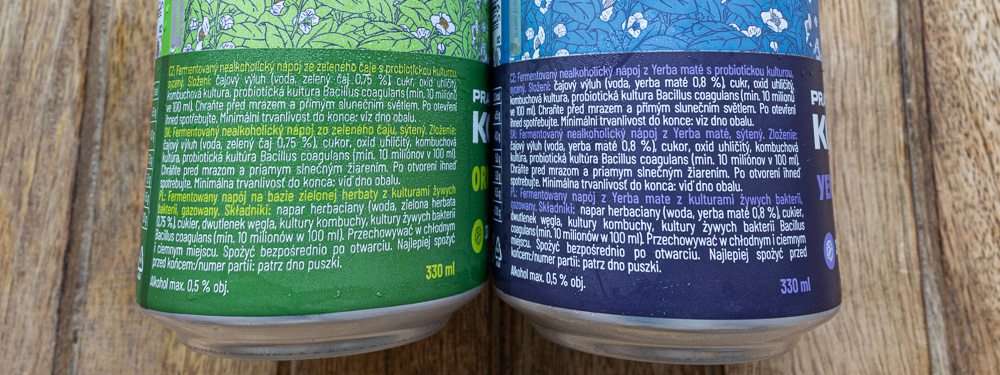 CZ: Fermentovaný nealkoholický nápoj ze zeleného čaje s probiotickou kulturou,
sycený. Složení: čajový výluh (voda, zelený čaj 0,75 %), cukr, oxid uhličitý,
kombuchová kultura, probiotická kultura Bacillus coagulans (min. 10 milionů
ve 100 ml). Chraňte před mrazem a přímým slunečním světlem. Po otevření
ihned spotřebujte. Minimální trvanlivost do konce: viz dno obalu.
SK: Fermentovaný nealkoholický nápoj zo zeleného čaju, sýtený. Zloženie:
čajový výluh (voda, zelený čaj 0,75 %), cukor, oxid uhličitý, kombuchová
kultúra, probiotická kultúra Bacillus coagulans (min. 10 miliónov v 100 ml).
Chráňte pred mrazom a priamym slnečným žiarením. Po otvorení ihneď
spotrebujte. Minimálna trvanlivosť do konca: viď dno obalu.
PL: Fermentowany napój na bazie zielonej herbaty z kulturami żywych
bakterii, gazowany. Składniki: napar herbaciany (woda, zielona herbata
0,75 %), cukier, dwutlenek węgla, kultury kombuchy, kultury żywych bakterii
Bacillus coagulans (min. 10 milionów w 100 ml). Przechowywać w chłodnym
i ciemnym miejscu. Spożyć bezpośrednio po otwarciu. Najlepiej spożyć
przed końcem:/numer partii: patrz dno puszki.
330 ml
Alkohol max. 0,5 % obj.
CZ: Fermentovaný nealkoholický nápoj z Yerba maté s probiotickou kulturou,
sycený. Složení: čajový výluh (voda, yerba maté 0,8 %), cukr, oxid uhličitý,
kombuchová kultura, probiotická kultura Bacillus coagulans (min. 10 milionů
ve 100 ml). Chraňte před mrazem a přímým slunečním světlem. Po otevření
ihned spotřebujte. Minimální trvanlivost do konce: viz dno obalu.
SK: Fermentovaný nealkoholický nápoj z Yerba maté, sýtený. Zloženie:
čajový výluh (voda, yerba maté 0,8 %), cukor, oxid uhličitý, kombuchová
kultúra, probiotická kultúra Bacillus coagulans (min. 10 miliónov v 100 ml).
Chráňte pred mrazom a priamym slnečným žiarením. Po otvorení ihneď
spotrebujte. Minimálna trvanlivosť do konca: viď dno obalu.
PL: Fermentowany napój z Yerba mate z kulturami żywych bakterii,
gazowany. Składniki: napar herbaciany (woda, yerba maté 0,8 %), cukier,
dwutlenek węgla, kultury kombuchy, kultury żywych bakterii Bacillus
coagulans (min. 10 milionów w 100 ml). Przechowywać w chłodnym i ciemnym
miejscu. Spożyć bezpośrednio po otwarciu. Najlepiej spożyć przed
końcem:/numer partii: patrz dno puszki.
Alkohol max. 0,5 % obj.
330 ml